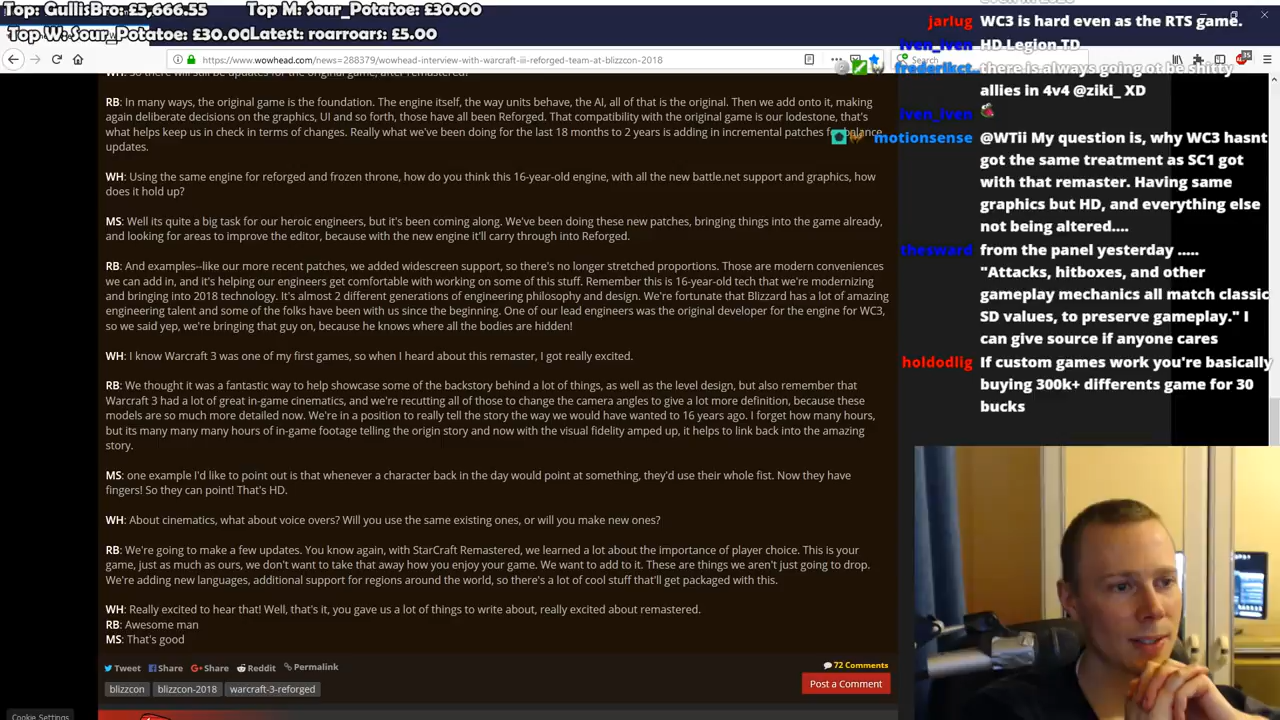 Top: GullisBro: £5,666.55
Top M: Sour_Potatoe: £30.00
Top W: Sour_Potatoe: £30.00
Latest: roarroars: £5.00
https://www.wowhead.com/news=288379/wowhead-interview-with-warcraft-iii-reforged-team-at-blizzcon-2018
Search
WH: So there will still be updates for the original game, after remastered?
RB: In many ways, the original game is the foundation. The engine itself, the way units behave, the AI, all of that is the original. Then we add onto it, making
again deliberate decisions on the graphics, UI and so forth, those have all been Reforged. That compatibility with the original game is our lodestone, that's
what helps keep us in check in terms of changes. Really what we've been doing for the last 18 months to 2 years is adding in incremental patches for balance
updates.
WH: Using the same engine for reforged and frozen throne, how do you think this 16-year-old engine, with all the new battle.net support and graphics, how
does it hold up?
MS: Well its quite a big task for our heroic engineers, but it's been coming along. We've been doing these new patches, bringing things into the game already,
and looking for areas to improve the editor, because with the new engine it'll carry through into Reforged.
RB: And examples--like our more recent patches, we added widescreen support, so there's no longer stretched proportions. Those are modern conveniences
we can add in, and it's helping our engineers get comfortable with working on some of this stuff. Remember this is 16-year-old tech that we're modernizing
and bringing into 2018 technology. It's almost 2 different generations of engineering philosophy and design. We're fortunate that Blizzard has a lot of amazing
engineering talent and some of the folks have been with us since the beginning. One of our lead engineers was the original developer for the engine for WC3,
so we said yep, we're bringing that guy on, because he knows where all the bodies are hidden!
WH: I know Warcraft 3 was one of my first games, so when I heard about this remaster, I got really excited.
RB: We thought it was a fantastic way to help showcase some of the backstory behind a lot of things, as well as the level design, but also remember that
Warcraft 3 had a lot of great in-game cinematics, and we're recutting all of those to change the camera angles to give a lot more definition, because these
models are so much more detailed now. We're in a position to really tell the story the way we would have wanted to 16 years ago. I forget how many hours,
but its many many many hours of in-game footage telling the origin story and now with the visual fidelity amped up, it helps to link back into the amazing
story.
MS: one example I'd like to point out is that whenever a character back in the day would point at something, they'd use their whole fist. Now they have
fingers! So they can point! That's HD.
WH: About cinematics, what about voice overs? Will you use the same existing ones, or will you make new ones?
RB: We're going to make a few updates. You know again, with StarCraft Remastered, we learned a lot about the importance of player choice. This is your
game, just as much as ours, we don't want to take that away how you enjoy your game. We want to add to it. These are things we aren't just going to drop.
We're adding new languages, additional support for regions around the world, so there's a lot of cool stuff that'll get packaged with this.
WH: Really excited to hear that! Well, that's it, you gave us a lot of things to write about, really excited about remastered.
RB: Awesome man
MS: That's good
Tweet Share Share Reddit Permalink
72 Comments
Post a Comment
blizzcon blizzcon-2018 warcraft-3-reforged
Cookie Settings
jarlug WC3 is hard even as the RTS game.
iven_iven HD Legion TD
frederikct.. there is always going ot be shitty
allies in 4v4 @ziki_ XD
iven_iven
motionsense @WTii My question is, why WC3 hasnt
got the same treatment as SC1 got
with that remaster. Having same
graphics but HD, and everything else
not being altered....
thesward from the panel yesterday .....
"Attacks, hitboxes, and other
gameplay mechanics all match classic
SD values, to preserve gameplay." I
can give source if anyone cares
holdodlig If custom games work you're basically
buying 300k+ differents game for 30
bucks